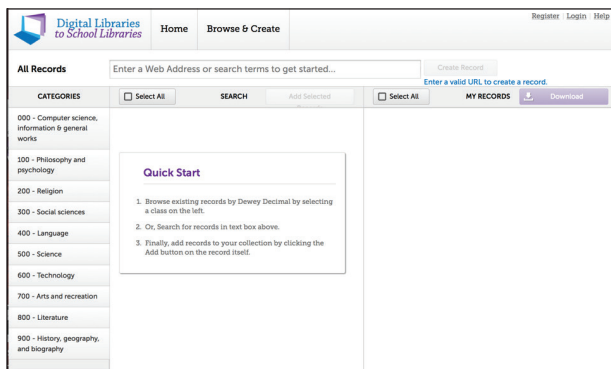 Register | Login | Help
Digital Libraries
to School Libraries
Home
Browse & Create
All Records
Enter a Web Address or search terms to get started...
Create Record
Enter a valid URL to create a record.
CATEGORIES
Select All
SEARCH
Add Selected
Select All
MY RECORDS
Download
000 - Computer science,
information & general
works
100 - Philosophy and
psychology
200 - Religion
300 - Social sciences
400 - Language
500 - Science
600 - Technology
700 - Arts and recreation
800 - Literature
900 - History, geography,
and biography
Quick Start
1. Browse existing records by Dewey Decimal by selecting
a class on the left.
2. Or, Search for records in text box above.
3. Finally, add records to your collection by clicking the
Add button on the record itself.